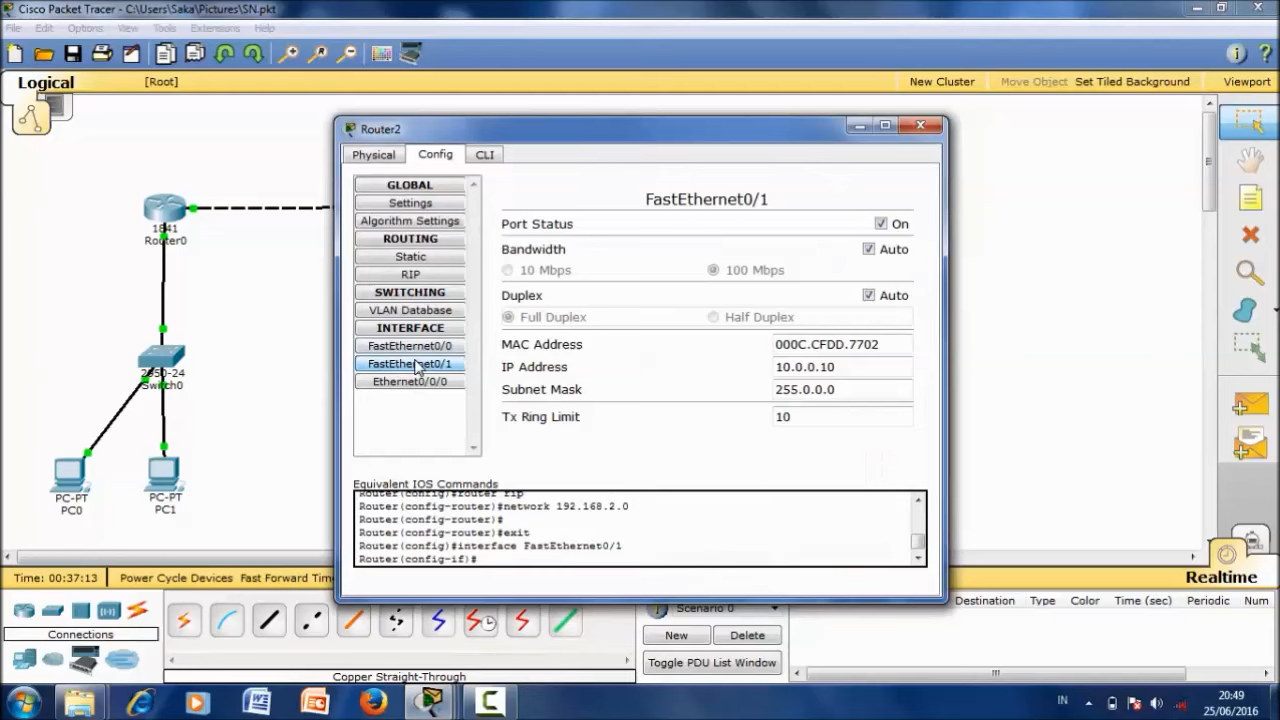 Cisco Packet Tracer - C:\Users\Saka\Pictures\SN.pkt
File Edit Options View Tools Extensions Help
Logical
[Root]
New Cluster
Move Object
Set Tiled Background
Viewport
Router2
Physical
Config
CLI
GLOBAL
Settings
Algorithm Settings
ROUTING
Static
RIP
SWITCHING
VLAN Database
INTERFACE
FastEthernet0/0
FastEthernet0/1
Ethernet0/0/0
FastEthernet0/1
Port Status
On
Bandwidth
Auto
10 Mbps
100 Mbps
Duplex
Auto
Full Duplex
Half Duplex
MAC Address
000C.CFDD.7702
IP Address
10.0.0.10
Subnet Mask
255.0.0.0
Tx Ring Limit
10
Equivalent IOS Commands
Router(config)#router rip
Router(config-router)#network 192.168.2.0
Router(config-router)#
Router(config-router)#exit
Router(config)#interface FastEthernet0/1
Router(config-if)#
1841
Router0
2950-24
Switch0
PC-PT
PC0
PC-PT
PC1
Time: 00:37:13
Power Cycle Devices
Fast Forward Time
Realtime
Connections
Copper Straight-Through
Scenario 0
New
Delete
Toggle PDU List Window
Destination
Type
Color
Time (sec)
Periodic
Num
IN
20:49
25/06/2016